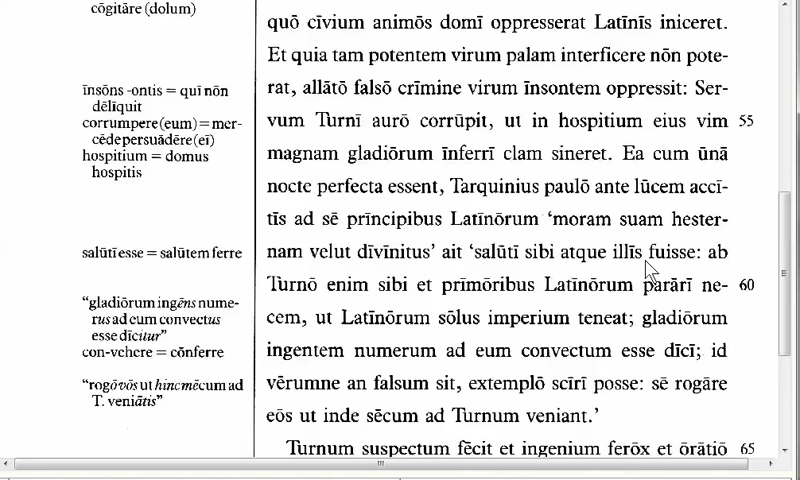 cōgitāre (dolum)
īnsōns -ontis = quī nōn
dēlīquit
corrumpere (eum) = mer-
cēde persuādēre (eī)
hospitium = domus
hospitis
salūtī esse = salūtem ferre
"gladiōrum ingēns nume-
rus ad eum convectus
esse dīcitur"
con-vehere = cōnferre
"rogō vōs ut hinc mēcum ad
T. veniātis"
quō cīvium animōs domī oppresserat Latīnīs iniceret.
Et quia tam potentem virum palam interficere nōn pote-
rat, allātō falsō crīmine virum īnsontem oppressit: Ser-
vum Turnī aurō corrūpit, ut in hospitium eius vim 55
magnam gladiōrum īnferrī clam sineret. Ea cum ūnā
nocte perfecta essent, Tarquinius paulō ante lūcem accī-
tīs ad sē prīncipibus Latīnōrum ‘moram suam hester-
nam velut dīvīnitus’ ait ‘salūtī sibi atque illīs fuisse: ab
Turnō enim sibi et prīmōribus Latīnōrum parārī ne- 60
cem, ut Latīnōrum sōlus imperium teneat; gladiōrum
ingentem numerum ad eum convectum esse dīcī; id
vērumne an falsum sit, extemplō scīrī posse: sē rogāre
eōs ut inde sēcum ad Turnum veniant.’
Turnum suspectum fēcit et ingenium ferōx et ōrātiō 65